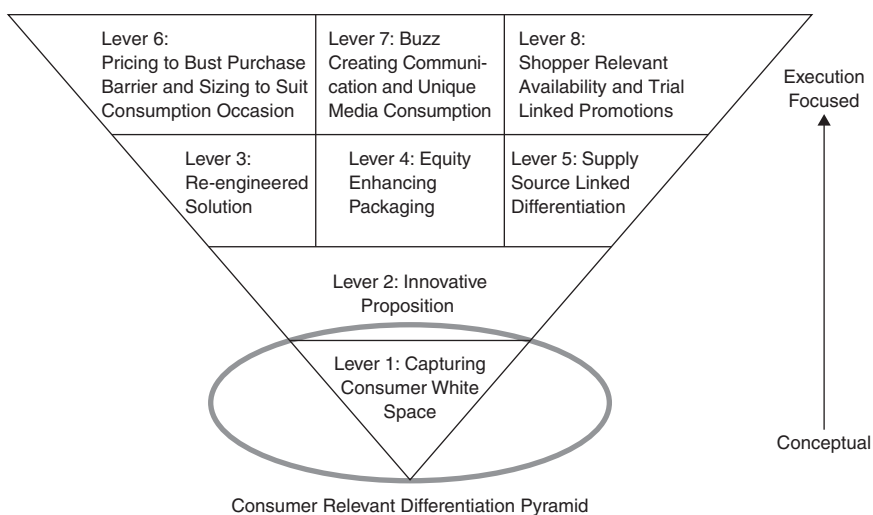 Lever 6:
Pricing to Bust Purchase
Barrier and Sizing to Suit
Consumption Occasion
Lever 7: Buzz
Creating Communi-
cation and Unique
Media Consumption
Lever 8:
Shopper Relevant
Availability and Trial
Linked Promotions
Execution
Focused
Lever 3:
Re-engineered
Solution
Lever 4: Equity
Enhancing
Packaging
Lever 5: Supply
Source Linked
Differentiation
Lever 2: Innovative
Proposition
Lever 1: Capturing
Consumer White
Space
Conceptual
Consumer Relevant Differentiation Pyramid